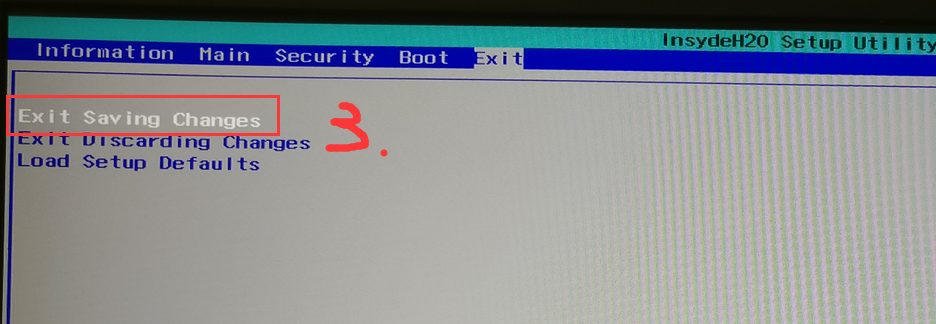 InsydeH20 Setup Utility
Information Main Security Boot Exit
Exit Saving Changes
3.
Exit Discarding Changes
Load Setup Defaults